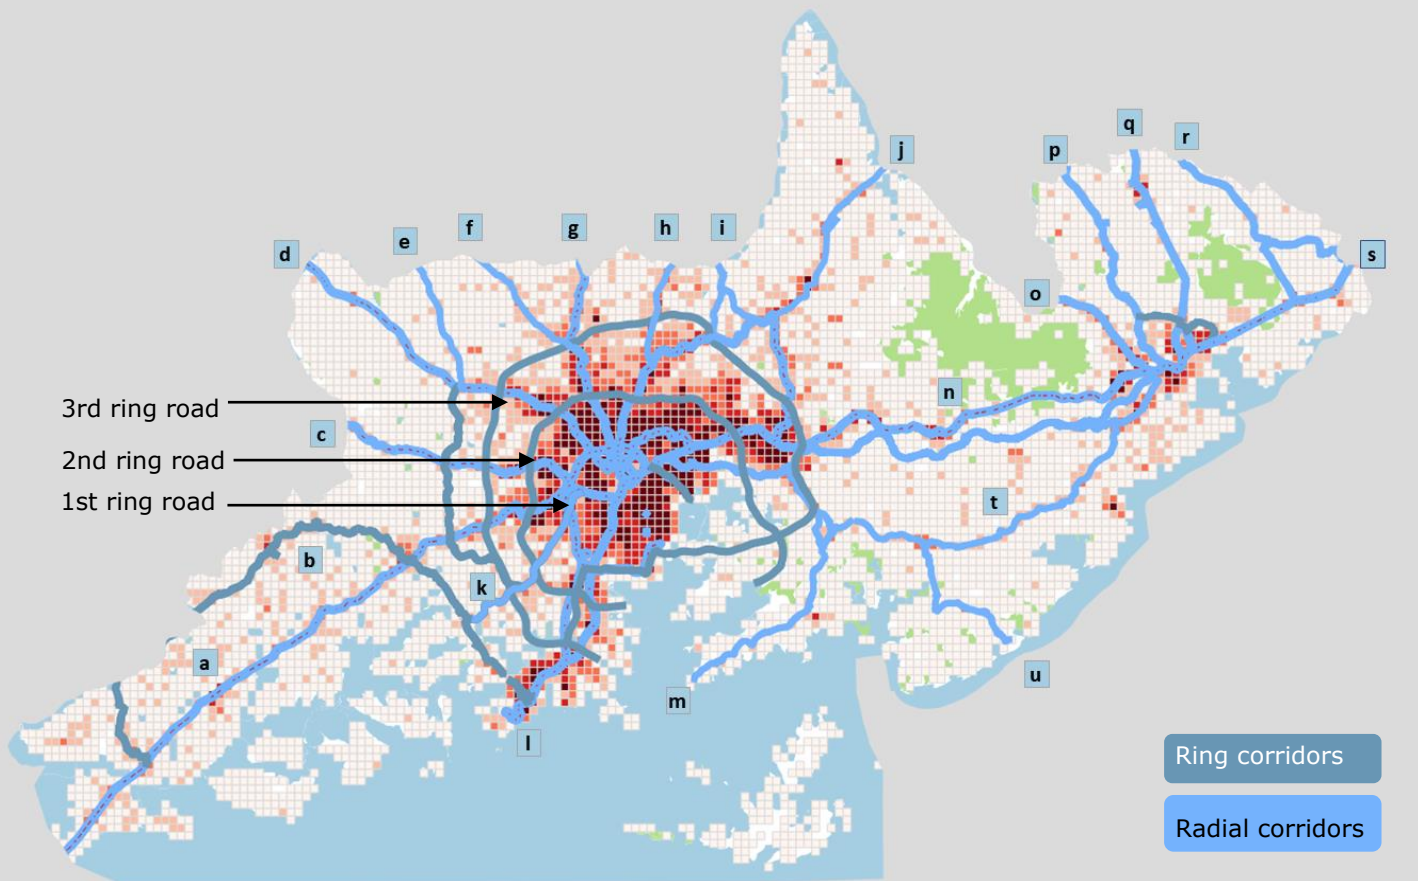 q
r
j
p
f
g
h
i
e
d
s
o
n
3rd ring road
c
2nd ring road
1st ring road
t
b
k
a
u
m
l
Ring corridors
Radial corridors